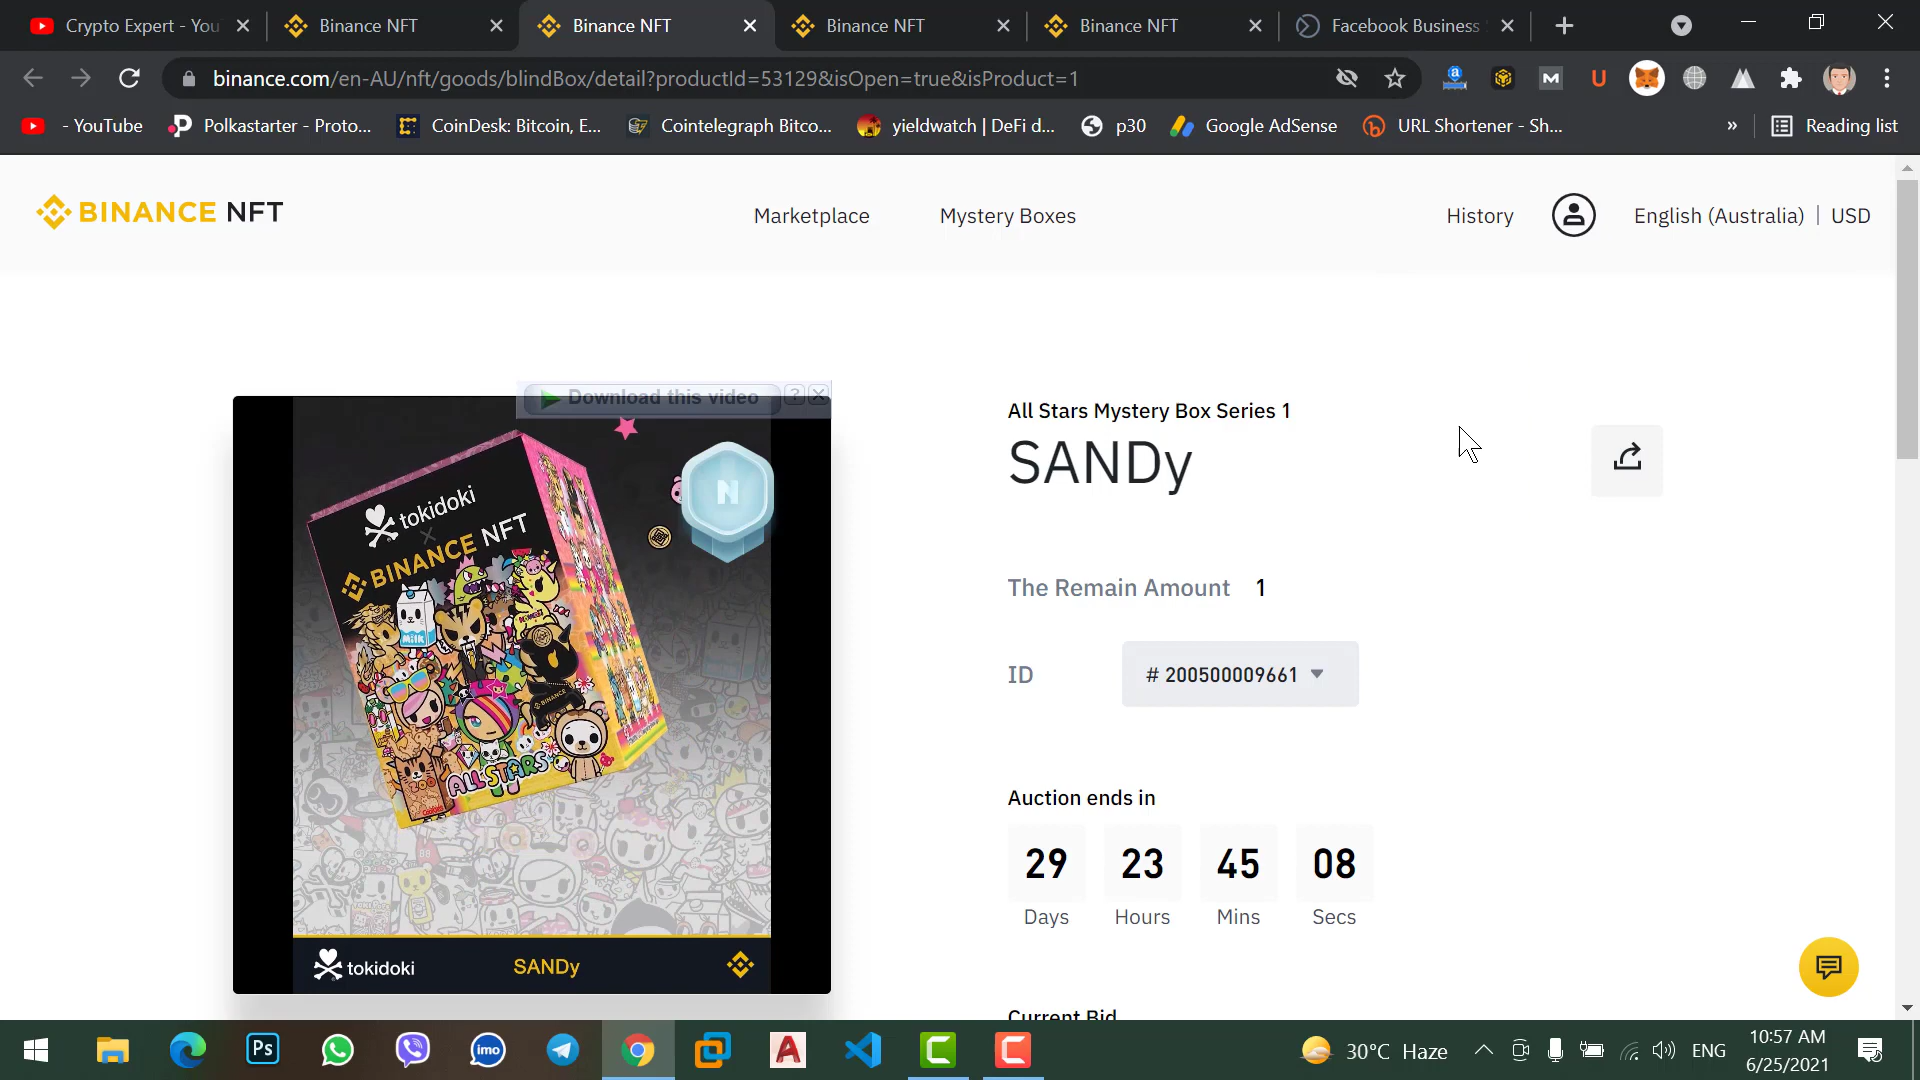 Crypto Expert - You
Binance NFT
Binance NFT
Binance NFT
Binance NFT
Facebook Business
binance.com/en-AU/nft/goods/blindBox/detail?productId=53129&isOpen=true&isProduct=1
- YouTube
Polkastarter - Proto...
CoinDesk: Bitcoin, E...
Cointelegraph Bitco...
yieldwatch | DeFi d...
p30
Google AdSense
URL Shortener - Sh...
»
Reading list
BINANCE NFT
Marketplace
Mystery Boxes
History
English (Australia) | USD
Download this video
?
N
tokidoki
×
BINANCE NFT
Milk
BINANCE
ALL STARS
tokidoki
SANDy
All Stars Mystery Box Series 1
SANDy
The Remain Amount 1
ID
# 200500009661
Auction ends in
29 23 45 08
Days Hours Mins Secs
Current Bid
Ps
imo
30°C Haze
ENG
10:57 AM
6/25/2021